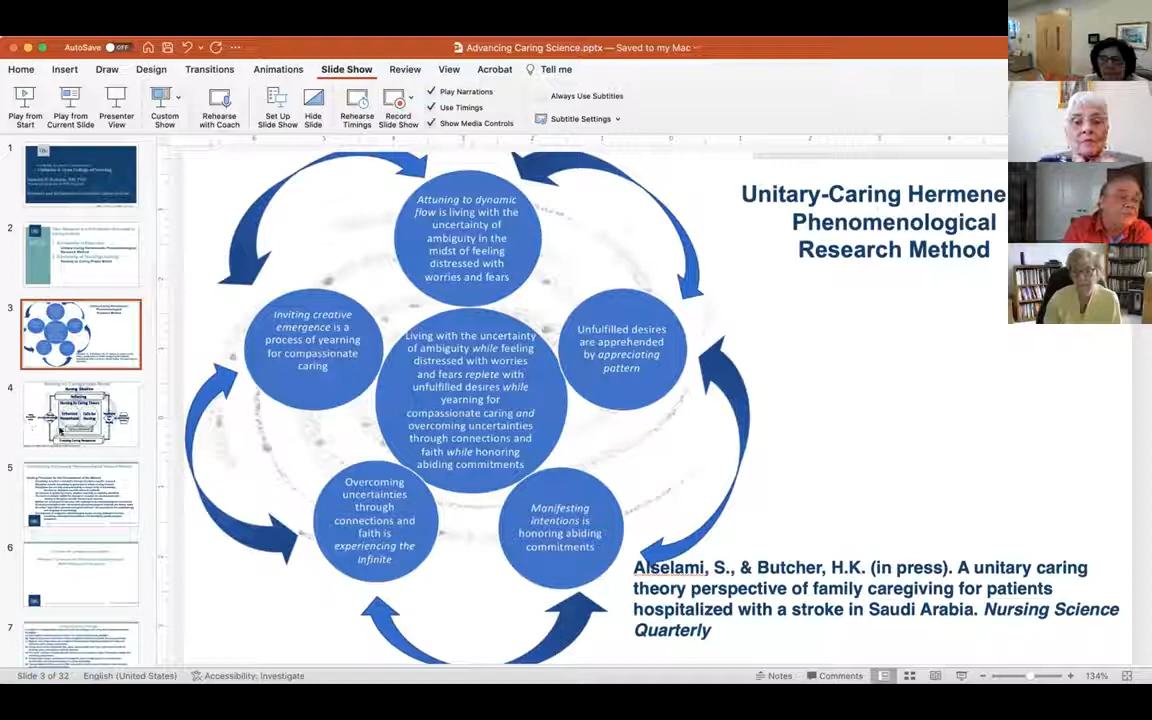 AutoSave OFF
Advancing Caring Science.pptx — Saved to my Mac
Home Insert Draw Design Transitions Animations Slide Show Review View Acrobat Tell me
Play from Start
Play from Current Slide
Presenter View
Custom Show
Rehearse with Coach
Set Up Slide Show
Hide Slide
Rehearse Timings
Record Slide Show
Play Narrations
Use Timings
Show Media Controls
Always Use Subtitles
Subtitle Settings
1
2
3
4
5
6
7
Unitary-Caring Hermene
Phenomenological
Research Method
Attuning to dynamic
flow is living with the
uncertainty of
ambiguity in the
midst of feeling
distressed with
worries and fears
Inviting creative
emergence is a
process of yearning
for compassionate
caring
Living with the uncertainty
of ambiguity while feeling
distressed with worries
and fears replete with
unfulfilled desires while
yearning for
compassionate caring and
overcoming uncertainties
through connections and
faith while honoring
abiding commitments
Unfulfilled desires
are apprehended
by appreciating
pattern
Overcoming
uncertainties
through
connections and
faith is
experiencing the
infinite
Manifesting
intentions is
honoring abiding
commitments
Alselami, S., & Butcher, H.K. (in press). A unitary caring
theory perspective of family caregiving for patients
hospitalized with a stroke in Saudi Arabia. Nursing Science
Quarterly
Slide 3 of 32 English (United States) Accessibility: Investigate Notes Comments 134%